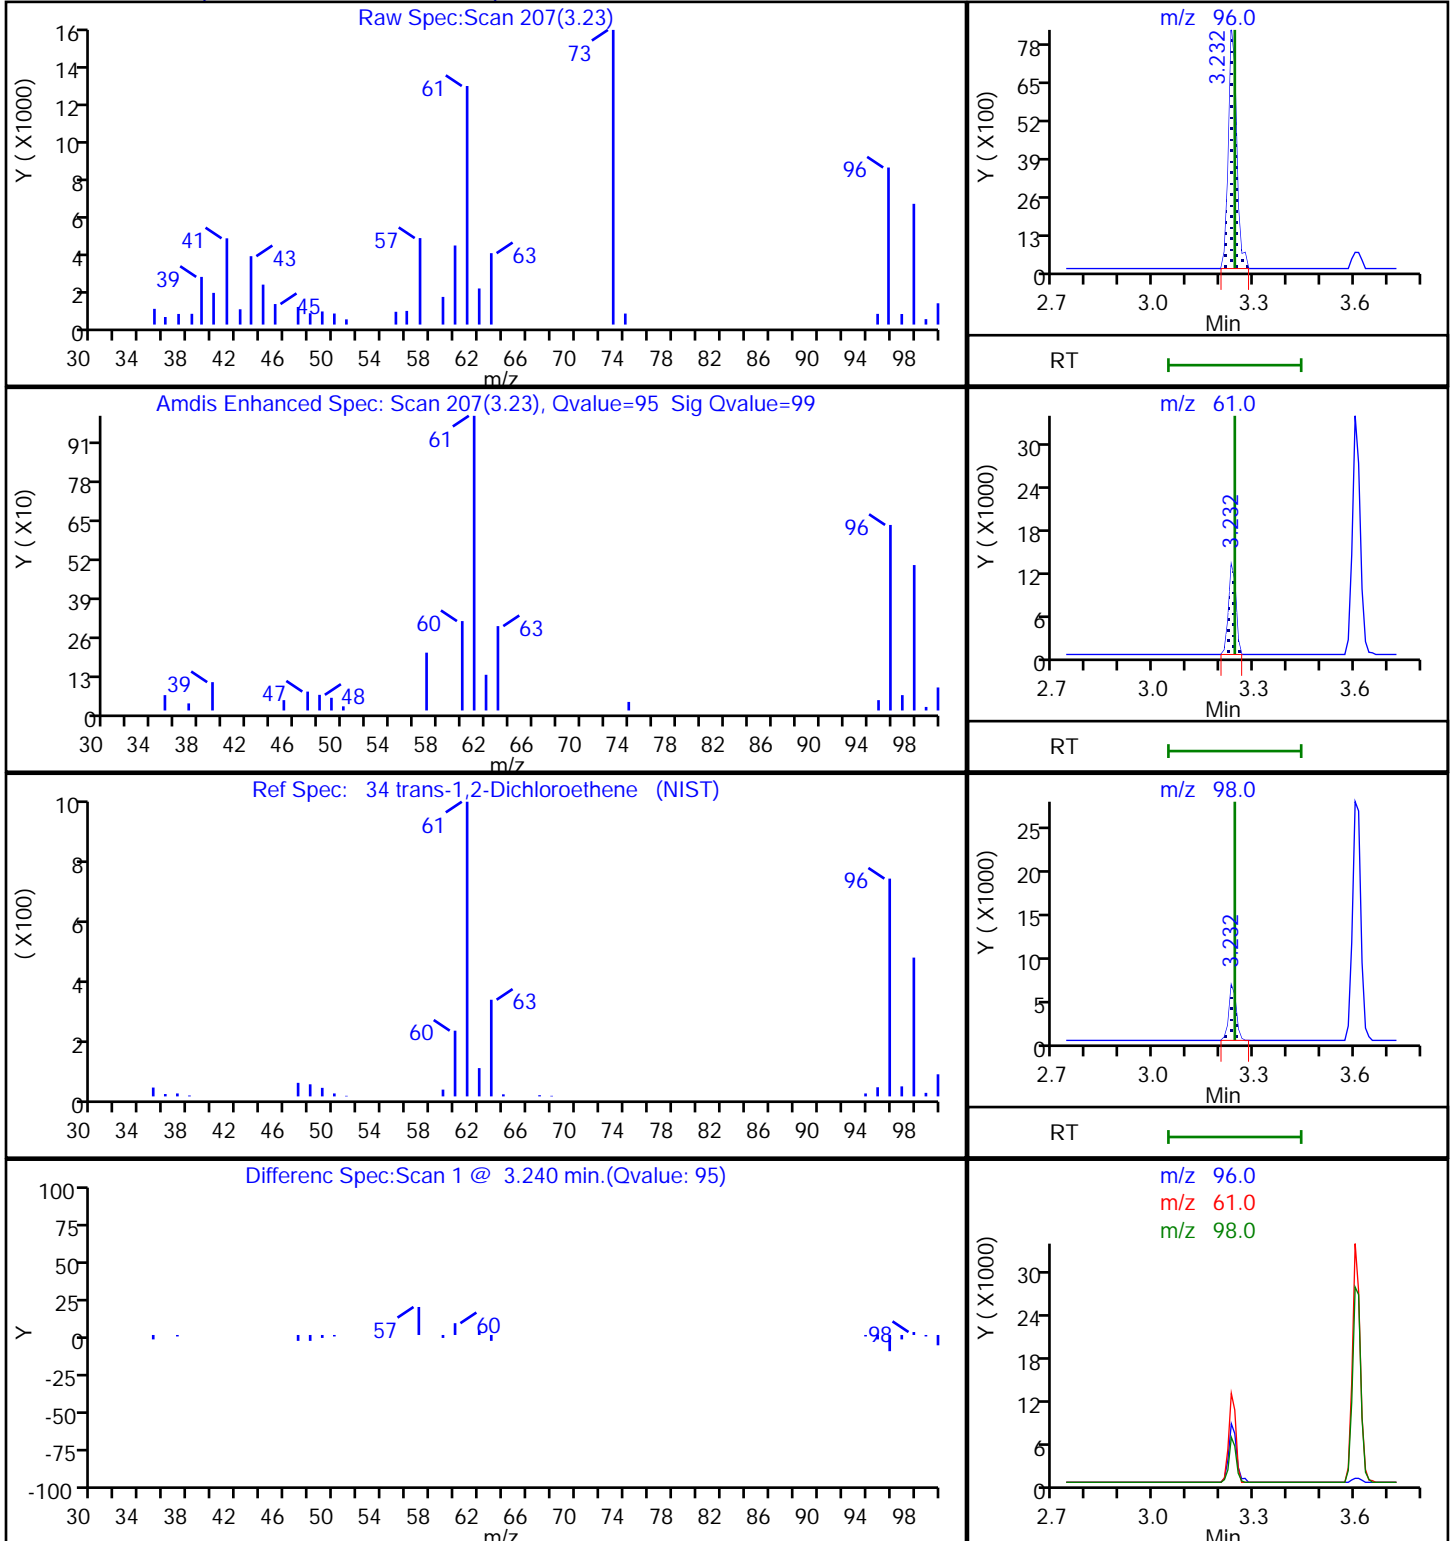 Raw Spec:Scan 207(3.23)
Y ( X1000)
16
14
12
10
8
6
4
2
0
73
61
96
57
41
43
39
45
63
30 34 38 42 46 50 54 58 62 66 70 74 78 82 86 90 94 98
m/z
m/z 96.0
Y ( X100)
78
65
52
39
26
13
0
3.232
2.7 3.0 3.3 3.6
Min
RT
Amdis Enhanced Spec: Scan 207(3.23), Qvalue=95 Sig Qvalue=99
Y ( X10)
91
78
65
52
39
26
13
0
61
96
60
63
39
47
48
30 34 38 42 46 50 54 58 62 66 70 74 78 82 86 90 94 98
m/z
m/z 61.0
Y ( X1000)
30
24
18
12
6
0
3.232
2.7 3.0 3.3 3.6
Min
RT
Ref Spec: 34 trans-1,2-Dichloroethene (NIST)
( X100)
10
8
6
4
2
0
61
96
60
63
30 34 38 42 46 50 54 58 62 66 70 74 78 82 86 90 94 98
m/z 98.0
Y ( X1000)
25
20
15
10
5
0
3.232
2.7 3.0 3.3 3.6
Min
RT
Differenc Spec:Scan 1 @ 3.240 min.(Qvalue: 95)
Y
100
75
50
25
0
-25
-50
-75
-100
57
60
98
30 34 38 42 46 50 54 58 62 66 70 74 78 82 86 90 94 98
m/z
m/z 96.0
m/z 61.0
m/z 98.0
Y ( X1000)
30
24
18
12
6
0
2.7 3.0 3.3 3.6
Min